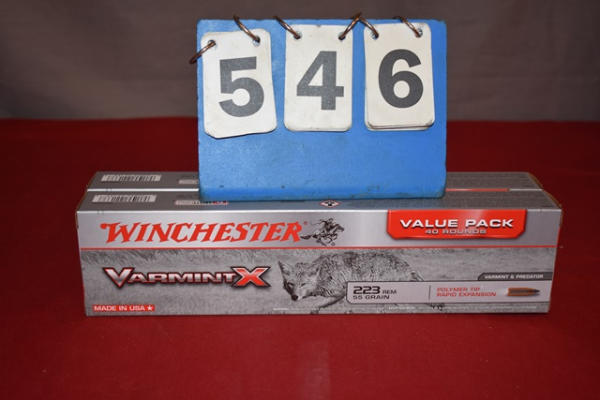 546
WINCHESTER
VALUE PACK
40 ROUNDS
VARMINT X
VARMINT & PREDATOR
223 REM
55 GRAIN
POLYMER TIP
RAPID EXPANSION
MADE IN USA